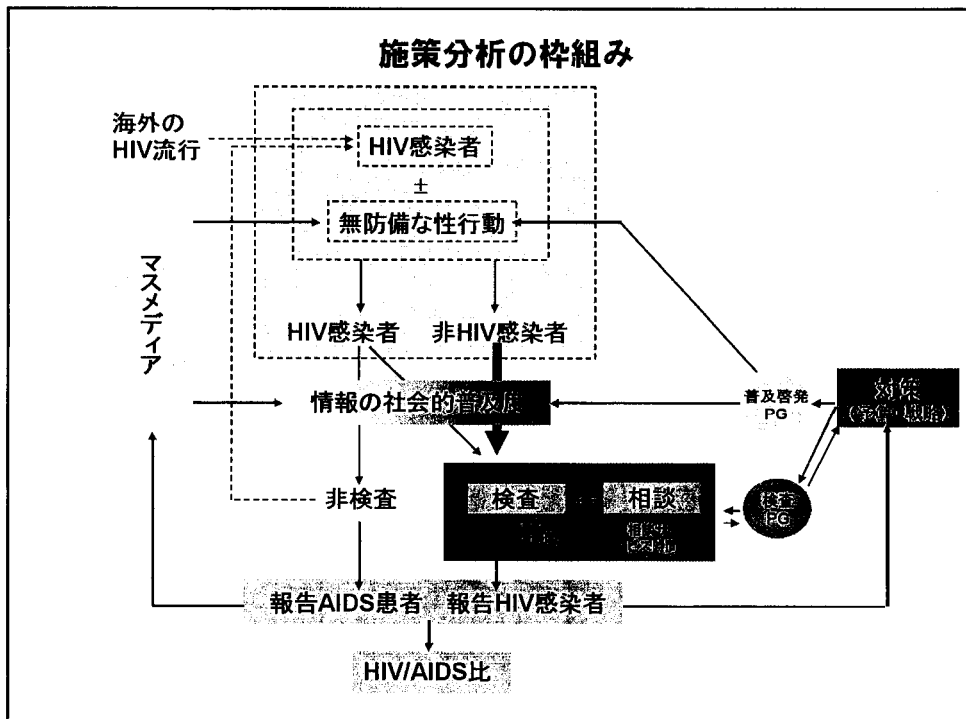 施策分析の枠組み
海外の
HIV流行
HIV感染者
±
無防備な性行動
マスメディア
HIV感染者
非HIV感染者
情報の社会的普及度
普及啓発
PG
対策
検査
相談
検査
PG
非検査
報告AIDS患者
報告HIV感染者
HIV/AIDS比